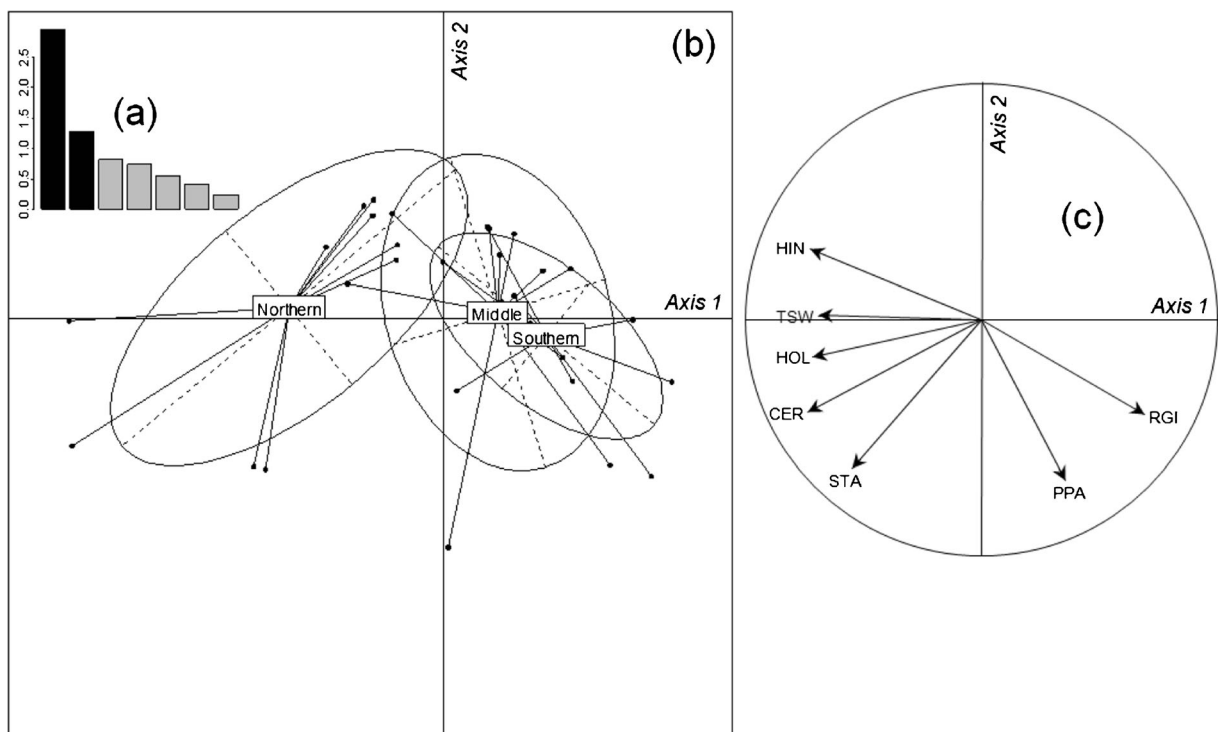 (a)
2.5
2.0
1.5
1.0
0.5
0.0
(b)
Axis 2
Axis 1
Northern
Middle
Southern
(c)
Axis 2
Axis 1
HIN
TSW
HOL
CER
STA
PPA
RGI